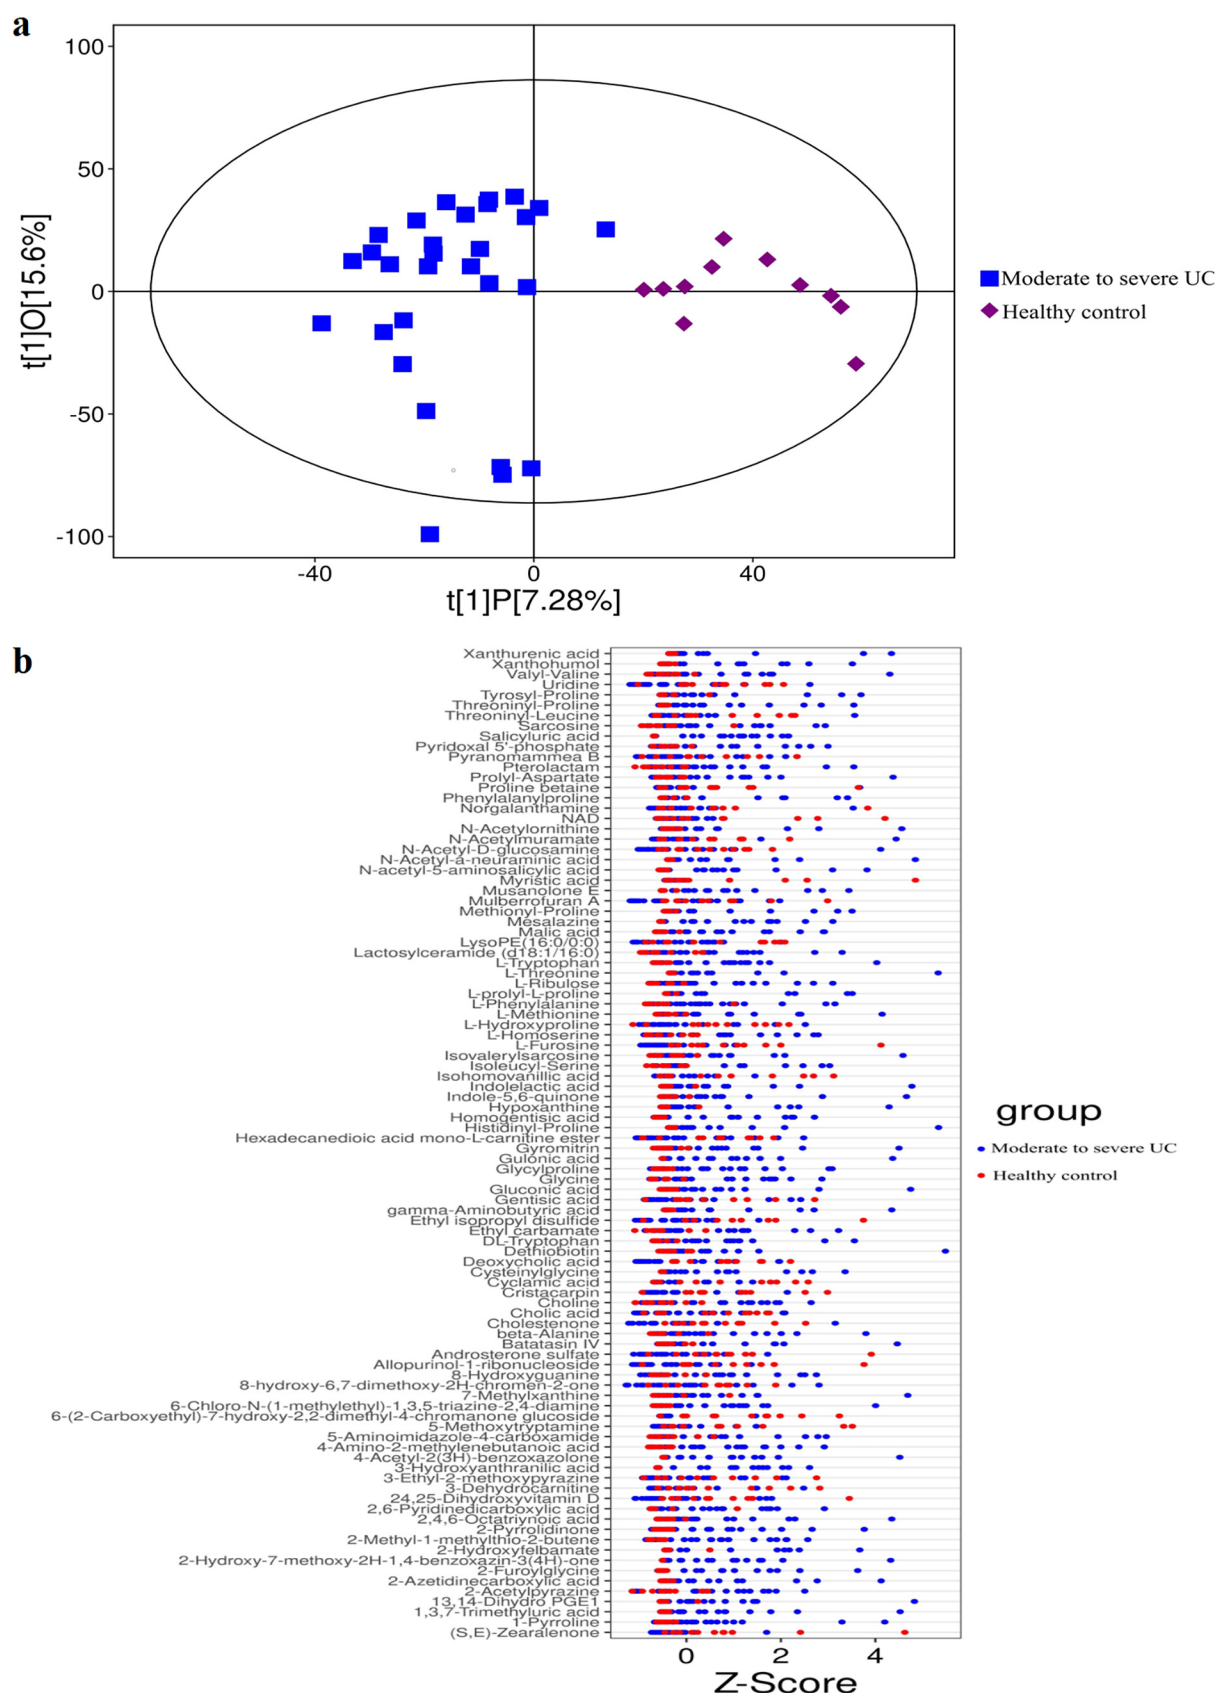 a
100
50
0
-50
-100
t[1]O[15.6%]
-40
0
40
t[1]P[7.28%]
Moderate to severe UC
Healthy control
b
Xanthurenic acid
Xanthohumol
Valyl-Valine
Uridine
Tyrosyl-Proline
Threoninyl-Proline
Threoninyl-Leucine
Sarcosine
Salicyluric acid
Pyridoxal 5'-phosphate
Pyranomammea B
Pterolactam
Prolyl-Aspartate
Proline betaine
Phenylalanylproline
Norgalanthamine
NAD
N-Acetylornithine
N-Acetylmuramate
N-Acetyl-D-glucosamine
N-Acetyl-a-neuraminic acid
N-acetyl-5-aminosalicylic acid
Myristic acid
Musanolone E
Mulberrofuran A
Methionyl-Proline
Mesalazine
Malic acid
LysoPE(16:0/0:0)
Lactosylceramide (d18:1/16:0)
L-Tryptophan
L-Threonine
L-Ribulose
L-prolyl-L-proline
L-Phenylalanine
L-Methionine
L-Hydroxyproline
L-Homoserine
L-Furosine
Isovalerylsarcosine
Isoleucyl-Serine
Isohomovanillic acid
Indolelactic acid
Indole-5,6-quinone
Hypoxanthine
Homogentisic acid
Histidinyl-Proline
Hexadecanedioic acid mono-L-carnitine ester
Gyromitrin
Gulonic acid
Glycylproline
Glycine
Gluconic acid
Gentisic acid
gamma-Aminobutyric acid
Ethyl isopropyl disulfide
Ethyl carbamate
DL-Tryptophan
Dethiobiotin
Deoxycholic acid
Cysteinylglycine
Cyclamic acid
Cristacarpin
Choline
Cholic acid
Cholestenone
beta-Alanine
Batatasin IV
Androsterone sulfate
Allopurinol-1-ribonucleoside
8-Hydroxyguanine
8-hydroxy-6,7-dimethoxy-2H-chromen-2-one
7-Methylxanthine
6-Chloro-N-(1-methylethyl)-1,3,5-triazine-2,4-diamine
6-(2-Carboxyethyl)-7-hydroxy-2,2-dimethyl-4-chromanone glucoside
5-Methoxytryptamine
5-Aminoimidazole-4-carboxamide
4-Amino-2-methylenebutanoic acid
4-Acetyl-2(3H)-benzoxazolone
3-Hydroxyanthranilic acid
3-Ethyl-2-methoxypyrazine
3-Dehydrocarnitine
24,25-Dihydroxyvitamin D
2,6-Pyridinedicarboxylic acid
2,4,6-Octatriynoic acid
2-Pyrrolidinone
2-Methyl-1-methylthio-2-butene
2-Hydroxyfelbamate
2-Hydroxy-7-methoxy-2H-1,4-benzoxazin-3(4H)-one
2-Furoylglycine
2-Azetidinecarboxylic acid
2-Acetylpyrazine
13,14-Dihydro PGE1
1,3,7-Trimethyluric acid
1-Pyrroline
(S,E)-Zearalenone
0
2
4
Z-Score
group
Moderate to severe UC
Healthy control